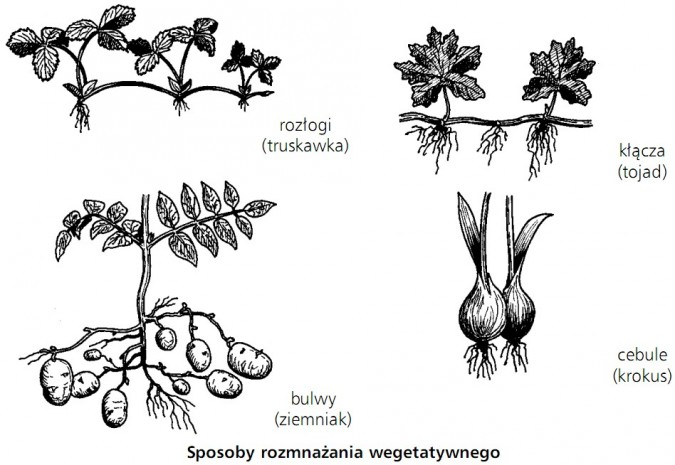 rozłogi
(truskawka)
kłącza
(tojad)
bulwy
(ziemniak)
cebule
(krokus)
Sposoby rozmnażania wegetatywnego